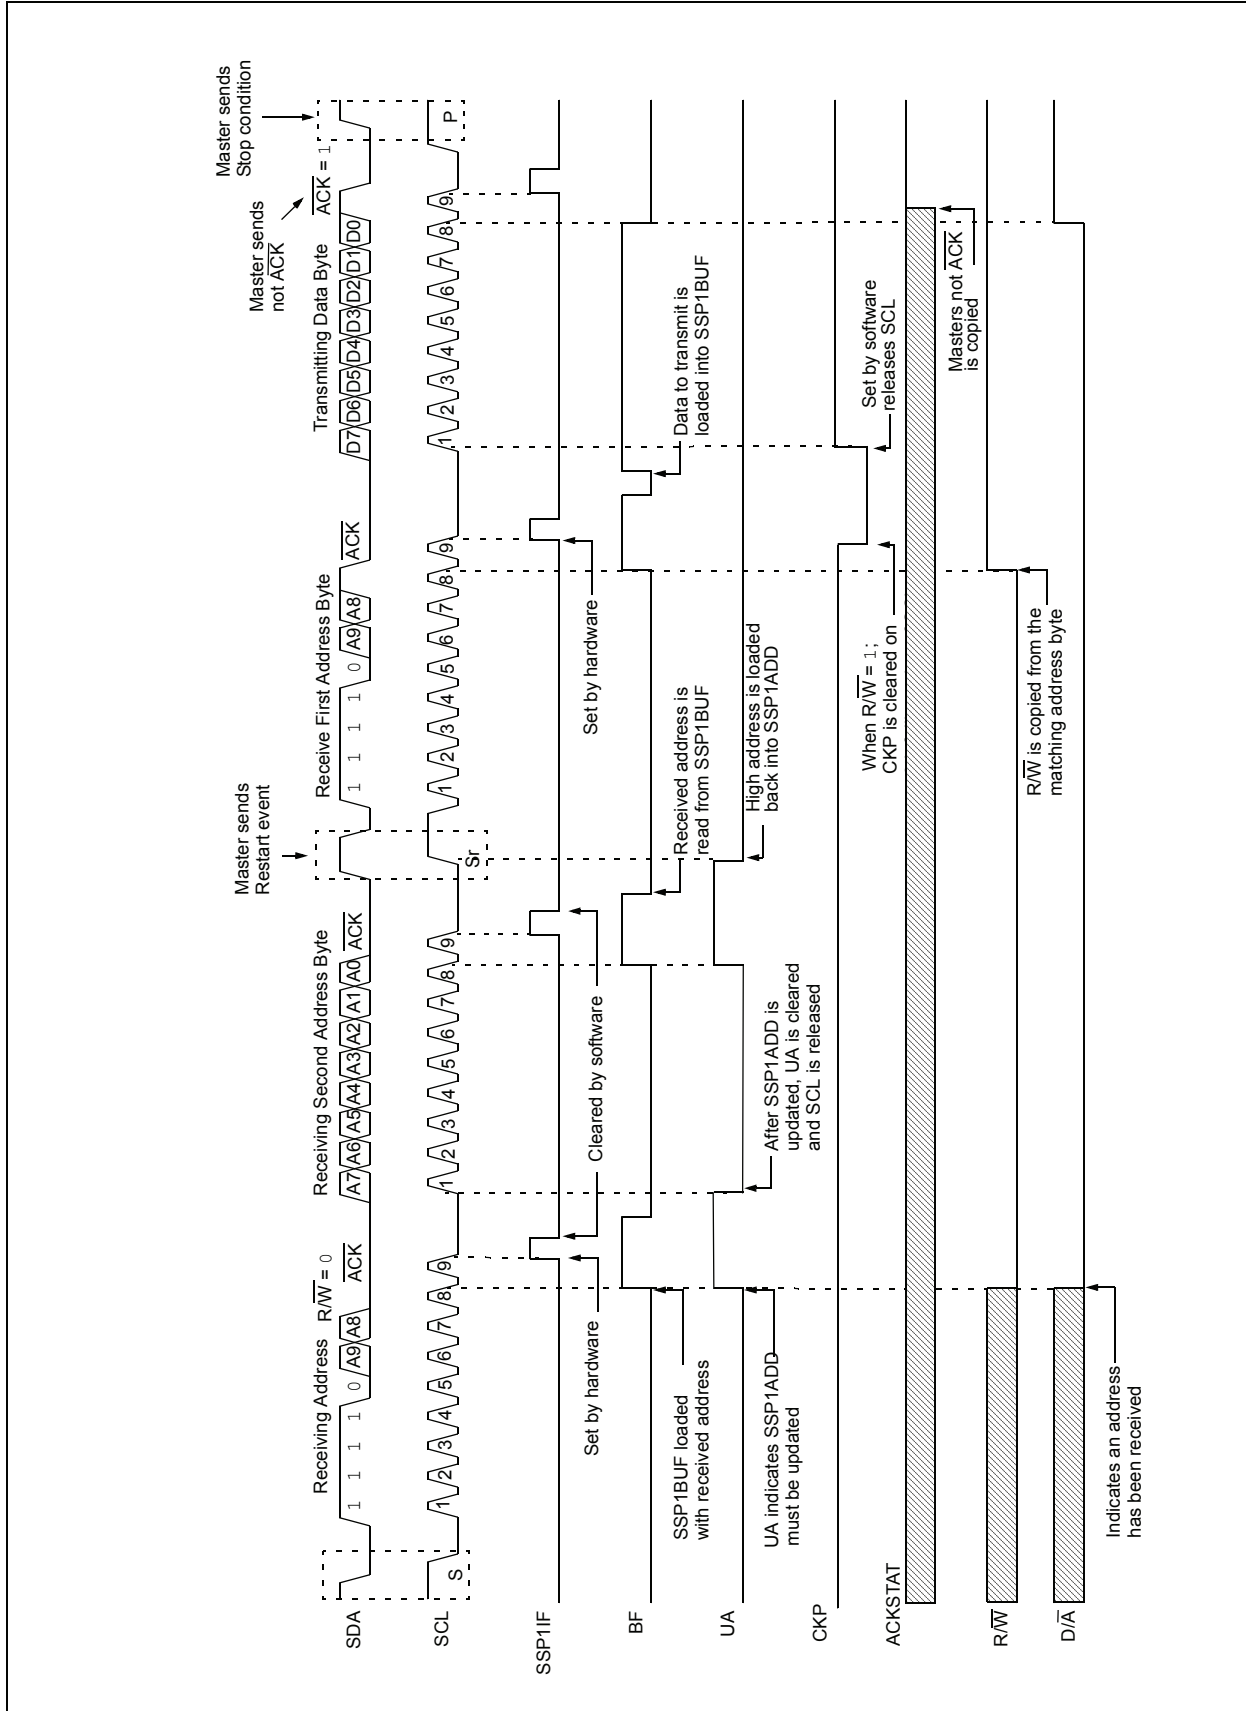 Master sends
Stop condition
Master sends
not ACK
Master sends
Restart event
Receiving Address R/W = 0
ACK
Receiving Second Address Byte
ACK
Receive First Address Byte
ACK
Transmitting Data Byte
ACK = 1
SDA
1 1 1 1 0 A9 A8
A7 A6 A5 A4 A3 A2 A1 A0
1 1 1 1 0 A9 A8
D7 D6 D5 D4 D3 D2 D1 D0
SCL
S
1 2 3 4 5 6 7 8 9
1 2 3 4 5 6 7 8 9
Sr
1 2 3 4 5 6 7 8 9
1 2 3 4 5 6 7 8 9
P
SSP1IF
Set by hardware
Cleared by software
Set by hardware
BF
SSP1BUF loaded
with received address
Received address is
read from SSP1BUF
Data to transmit is
loaded into SSP1BUF
UA
UA indicates SSP1ADD
must be updated
After SSP1ADD is
updated, UA is cleared
and SCL is released
High address is loaded
back into SSP1ADD
CKP
When R/W = 1;
CKP is cleared on
Set by software
releases SCL
ACKSTAT
Masters not ACK
is copied
R/W
R/W is copied from the
matching address byte
D/A
Indicates an address
has been received